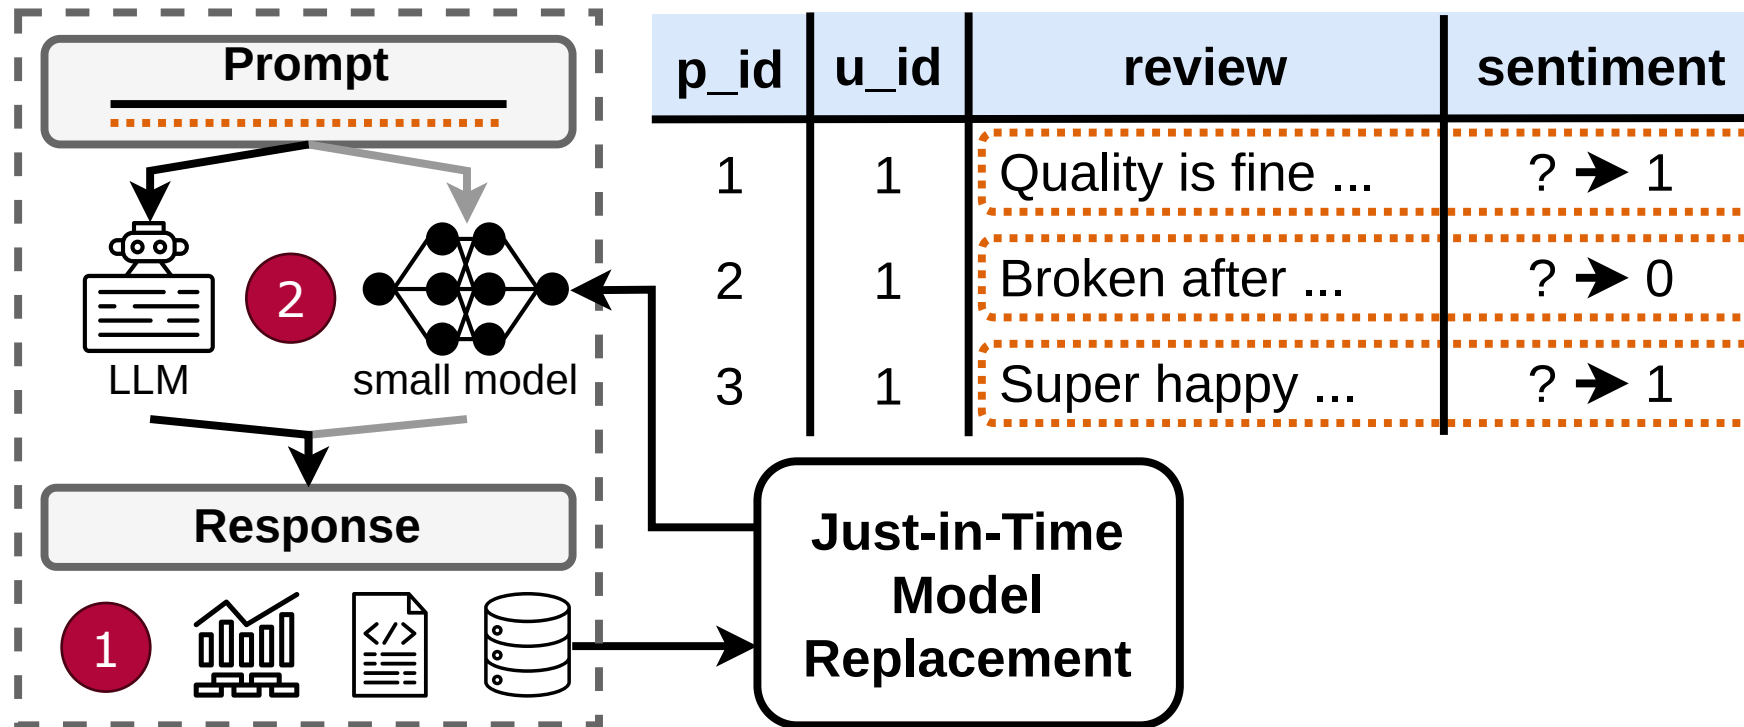 Prompt
2
LLM
small model
Response
1
</>
p_id u_id review sentiment
1 1 Quality is fine ... ? 1
2 1 Broken after ... ? 0
3 1 Super happy ... ? 1
Just-in-Time
Model
Replacement